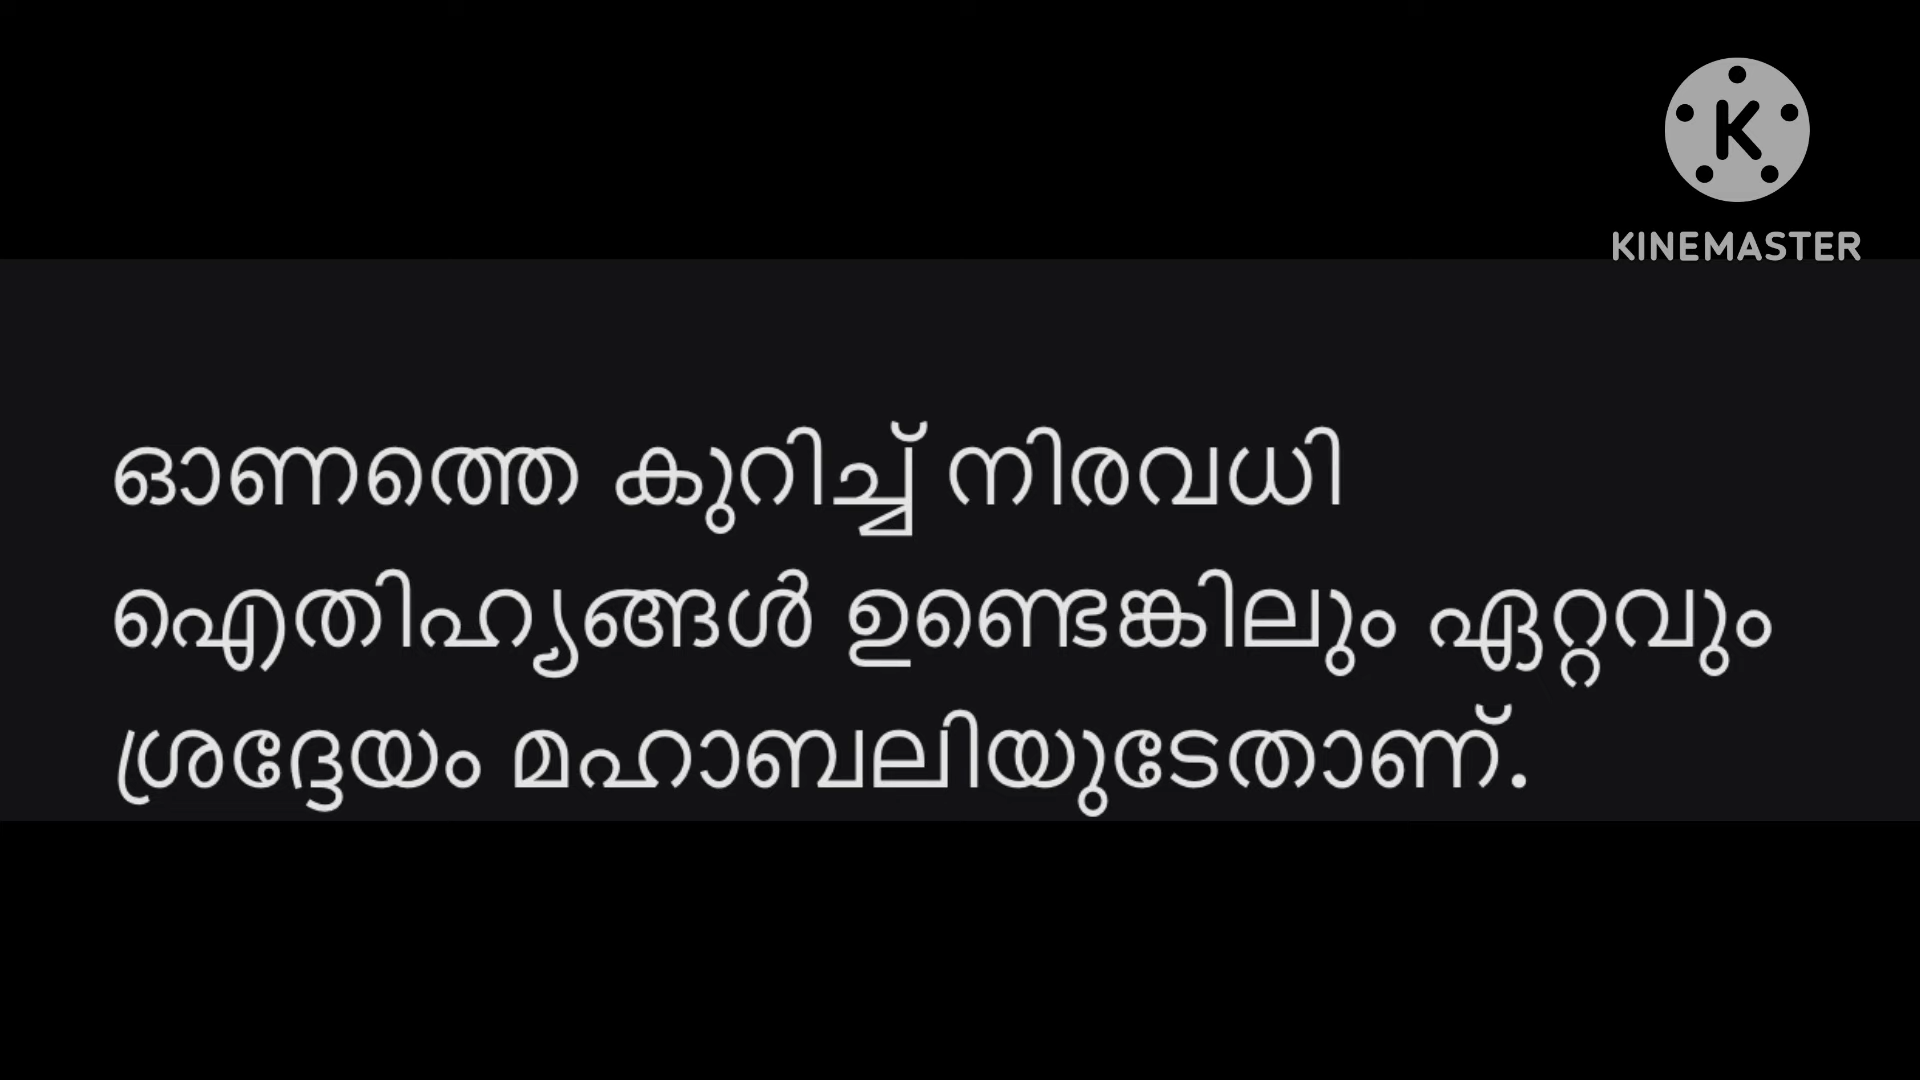 KINEMASTER
ഓണത്തെ കുറിച്ച് നിരവധി
ഐതിഹ്യങ്ങൾ ഉണ്ടെങ്കിലും ഏറ്റവും
ശ്രദ്ദേയം മഹാബലിയുടേതാണ്.